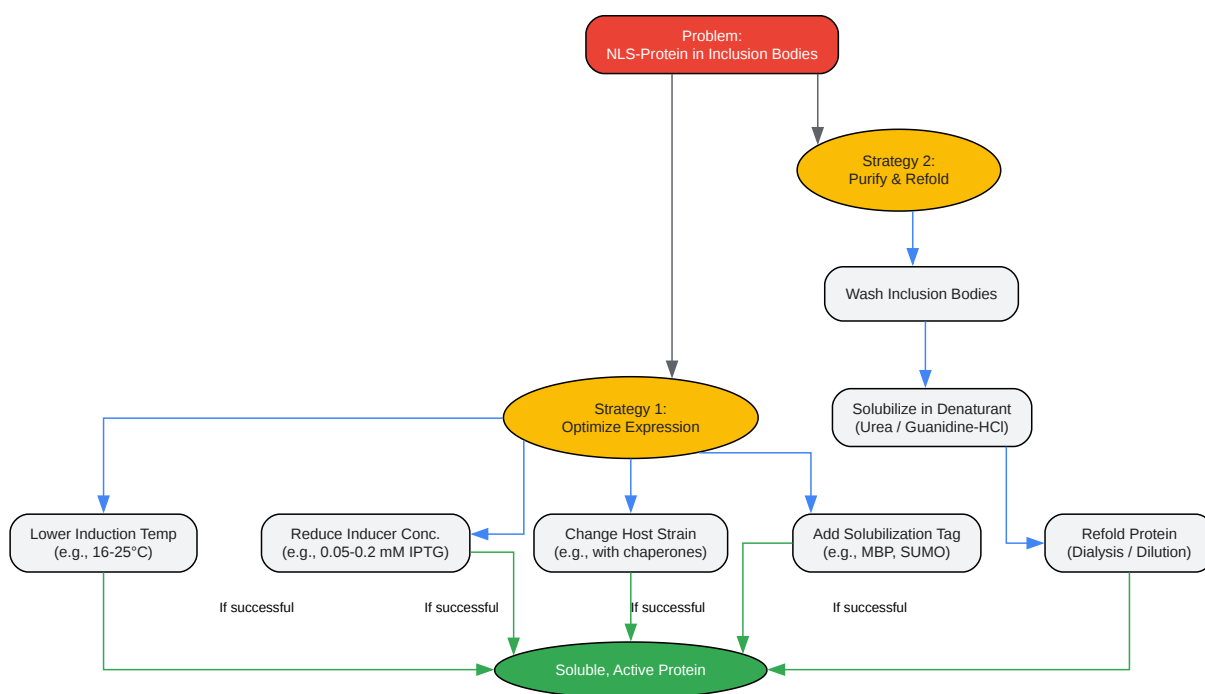 Problem:
NLS-Protein in Inclusion Bodies
Strategy 2:
Purify & Refold
Wash Inclusion Bodies
Strategy 1:
Optimize Expression
Solubilize in Denaturant
(Urea / Guanidine-HCl)
Lower Induction Temp
(e.g., 16-25°C)
Reduce Inducer Conc.
(e.g., 0.05-0.2 mM IPTG)
Change Host Strain
(e.g., with chaperones)
Add Solubilization Tag
(e.g., MBP, SUMO)
Refold Protein
(Dialysis / Dilution)
If successful
If successful
If successful
If successful
Soluble, Active Protein